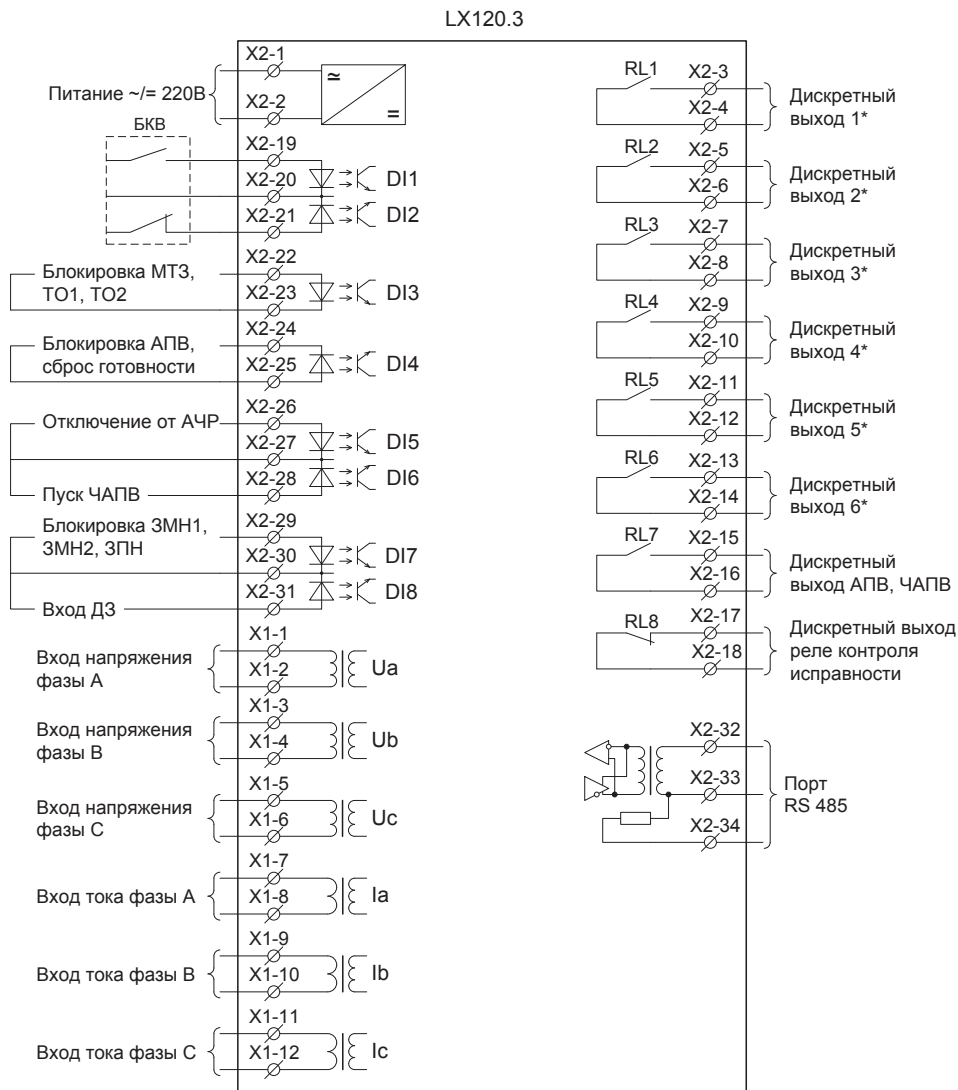 LX120.3
X2-1
Питание ~/= 220В
X2-2
≃
=
БКВ
X2-19
X2-20
DI1
X2-21
DI2
X2-22
Блокировка МТЗ,
ТО1, ТО2
X2-23
DI3
X2-24
Блокировка АПВ,
сброс готовности
X2-25
DI4
X2-26
Отключение от АЧР
X2-27
DI5
X2-28
DI6
Пуск ЧАПВ
X2-29
Блокировка ЗМН1,
ЗМН2, ЗПН
X2-30
DI7
X2-31
DI8
Вход ДЗ
X1-1
Вход напряжения
фазы А
X1-2
Ua
X1-3
Вход напряжения
фазы В
X1-4
Ub
X1-5
Вход напряжения
фазы С
X1-6
Uc
X1-7
Вход тока фазы А
X1-8
Ia
X1-9
Вход тока фазы В
X1-10
Ib
X1-11
Вход тока фазы С
X1-12
Ic
RL1
X2-3
X2-4
Дискретный
выход 1*
RL2
X2-5
X2-6
Дискретный
выход 2*
RL3
X2-7
X2-8
Дискретный
выход 3*
RL4
X2-9
X2-10
Дискретный
выход 4*
RL5
X2-11
X2-12
Дискретный
выход 5*
RL6
X2-13
X2-14
Дискретный
выход 6*
RL7
X2-15
X2-16
Дискретный
выход АПВ, ЧАПВ
RL8
X2-17
X2-18
Дискретный выход
реле контроля
исправности
X2-32
X2-33
X2-34
Порт
RS 485